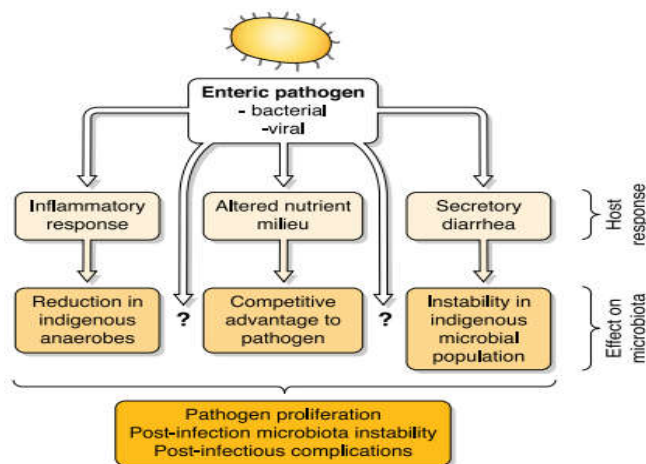 Enteric pathogen
- bacterial
-viral
Inflammatory
response
Altered nutrient
milieu
Secretory
diarrhea
Host
response
Reduction in
indigenous
anaerobes
?
Competitive
advantage to
pathogen
?
Instability in
indigenous
microbial
population
Effect on
microbiota
Pathogen proliferation
Post-infection microbiota instability
Post-infectious complications